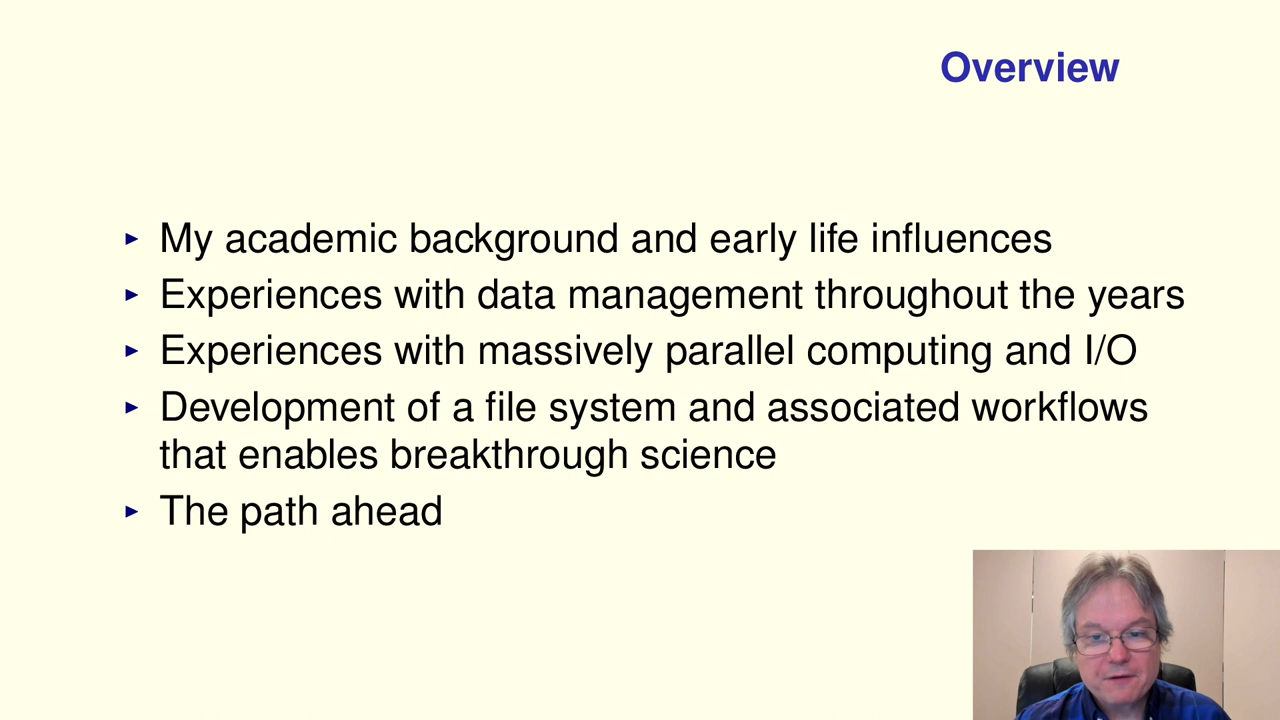 Overview
My academic background and early life influences
Experiences with data management throughout the years
Experiences with massively parallel computing and I/O
Development of a file system and associated workflows
that enables breakthrough science
The path ahead